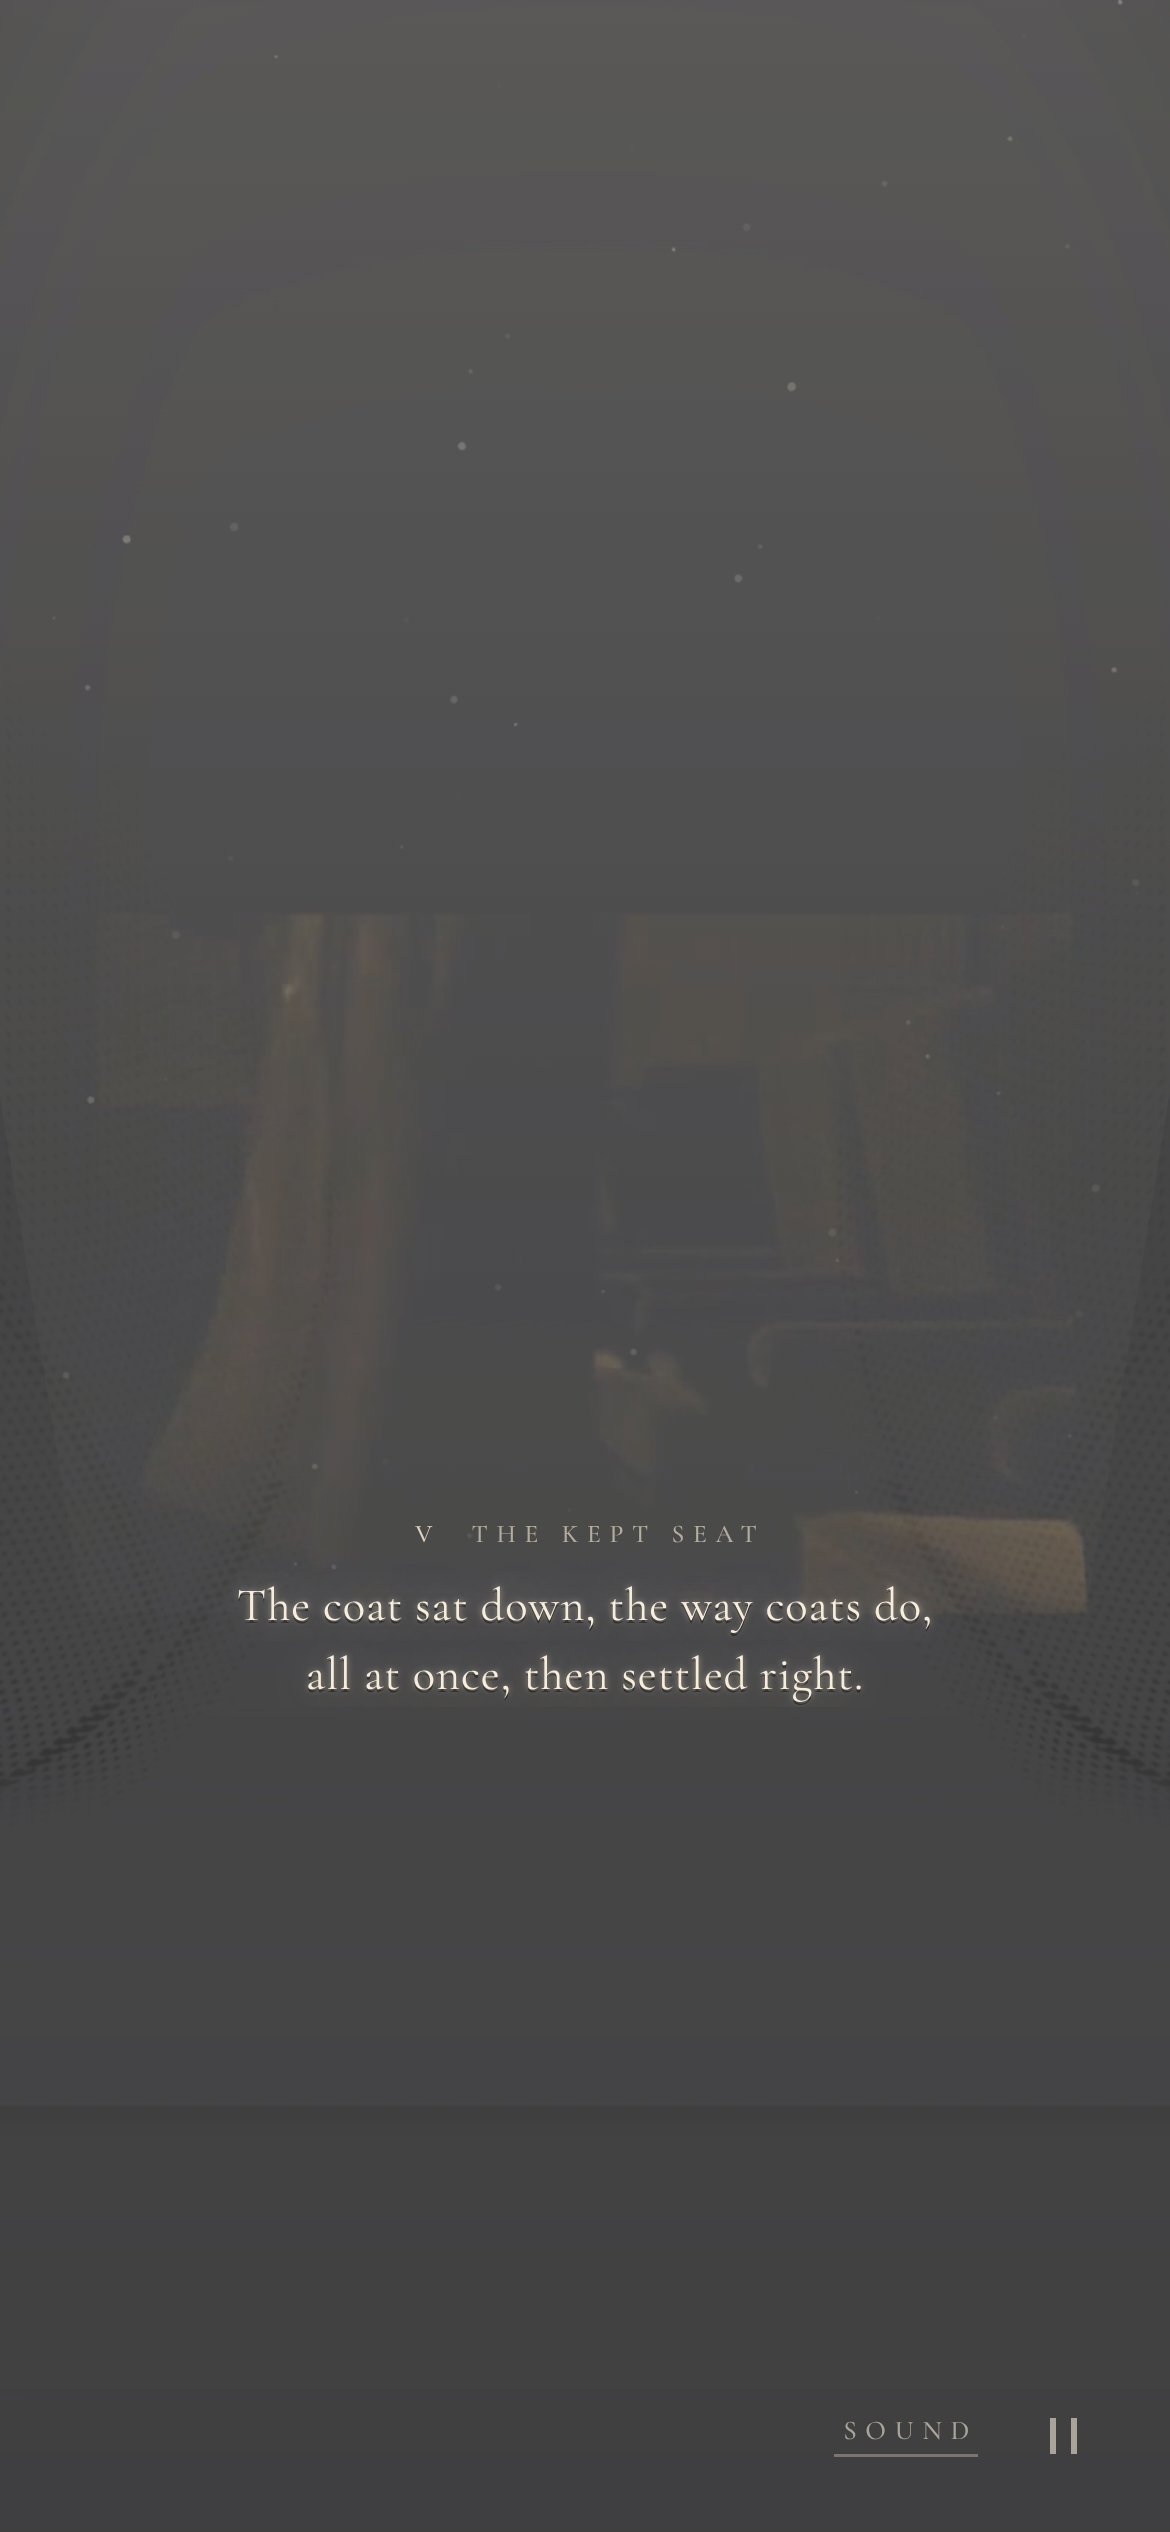 V THE KEPT SEAT
The coat sat down, the way coats do,
all at once, then settled right.
SOUND